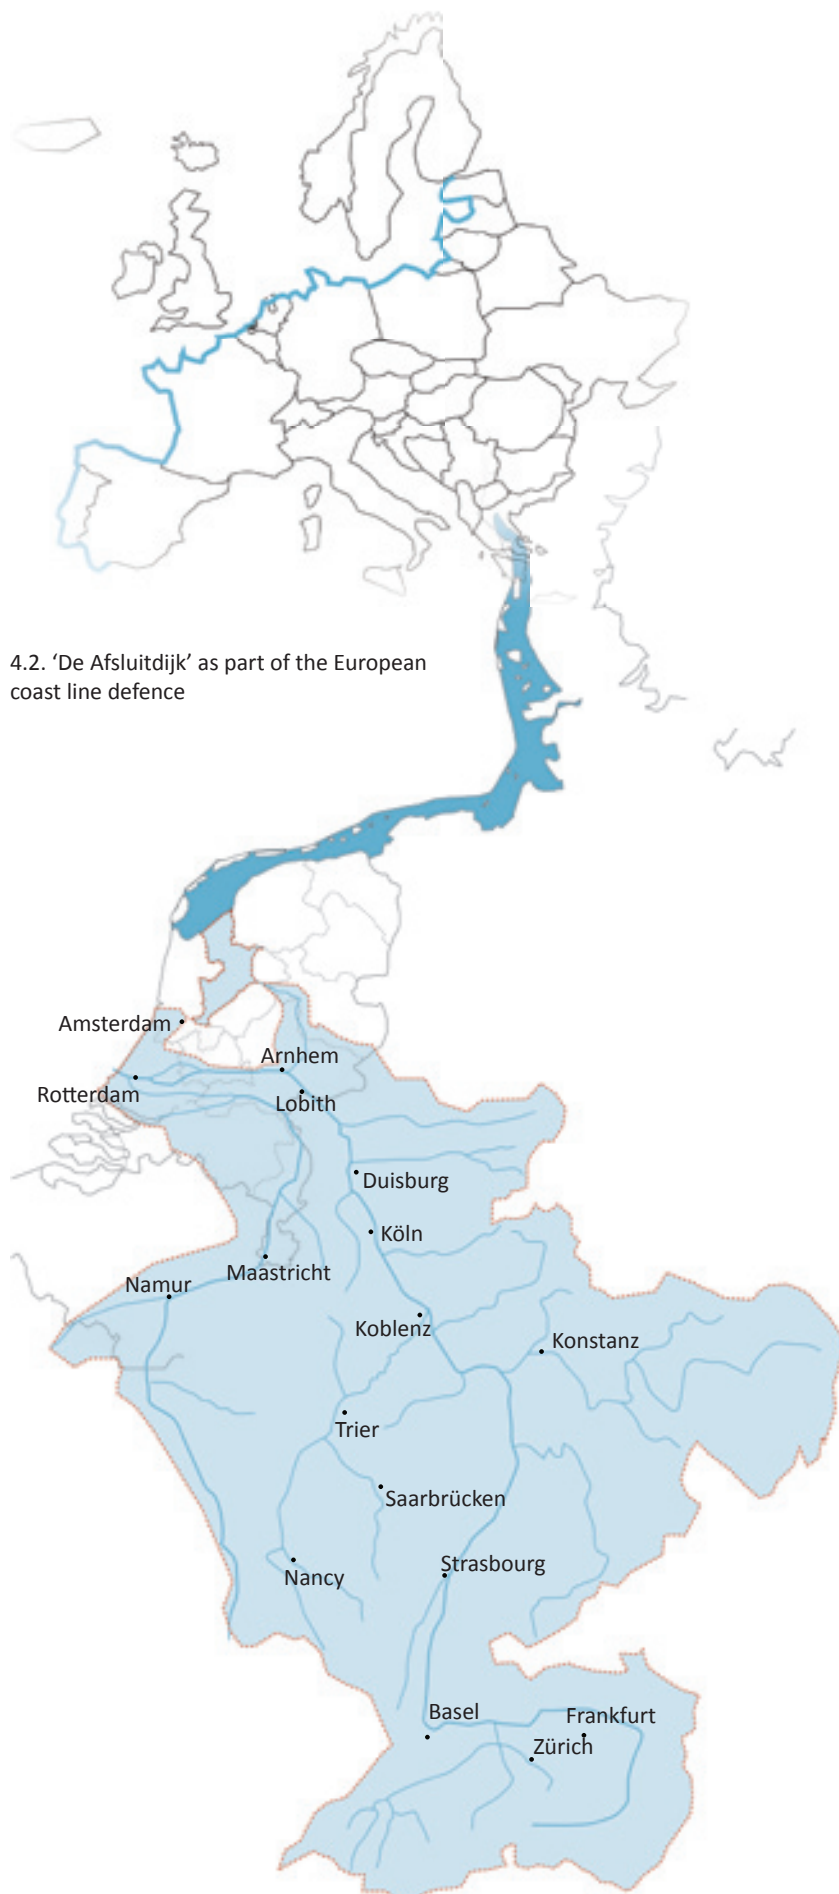 4.2. ‘De Afsluitdijk’ as part of the European
coast line defence
Amsterdam
Arnhem
Rotterdam
Lobith
Duisburg
Köln
Maastricht
Namur
Koblenz
Konstanz
Trier
Saarbrücken
Strasbourg
Nancy
Basel
Frankfurt
Zürich